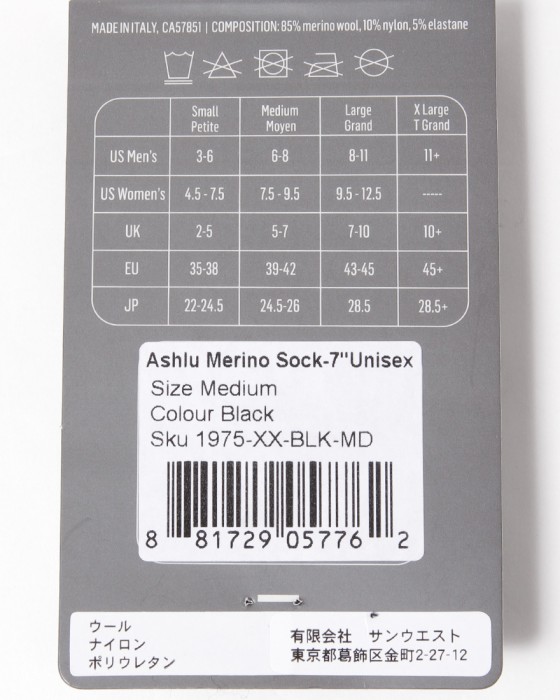 MADE IN ITALY, CA57851 | COMPOSITION: 85% merino wool, 10% nylon, 5% elastane
Small Petite Medium Moyen Large Grand X Large T Grand
US Men's 3-6 6-8 8-11 11+
US Women's 4.5 - 7.5 7.5 - 9.5 9.5 - 12.5 -----
UK 2-5 5-7 7-10 10+
EU 35-38 39-42 43-45 45+
JP 22-24.5 24.5-26 28.5 28.5+
Ashlu Merino Sock-7"Unisex
Size Medium
Colour Black
Sku 1975-XX-BLK-MD
8 81729 05776 2
ウール
ナイロン
ポリウレタン
有限会社 サンウエスト
東京都葛飾区金町2-27-12